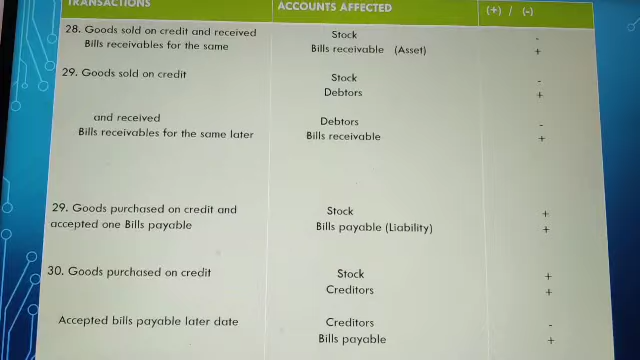 TRANSACTIONS ACCOUNTS AFFECTED (+) / (-)
28. Goods sold on credit and received Stock -
Bills receivables for the same Bills receivable (Asset) +
29. Goods sold on credit Stock -
Debtors +
and received Debtors -
Bills receivables for the same later Bills receivable +
29. Goods purchased on credit and Stock +
accepted one Bills payable Bills payable (Liability) +
30. Goods purchased on credit Stock +
Creditors +
Accepted bills payable later date Creditors -
Bills payable +